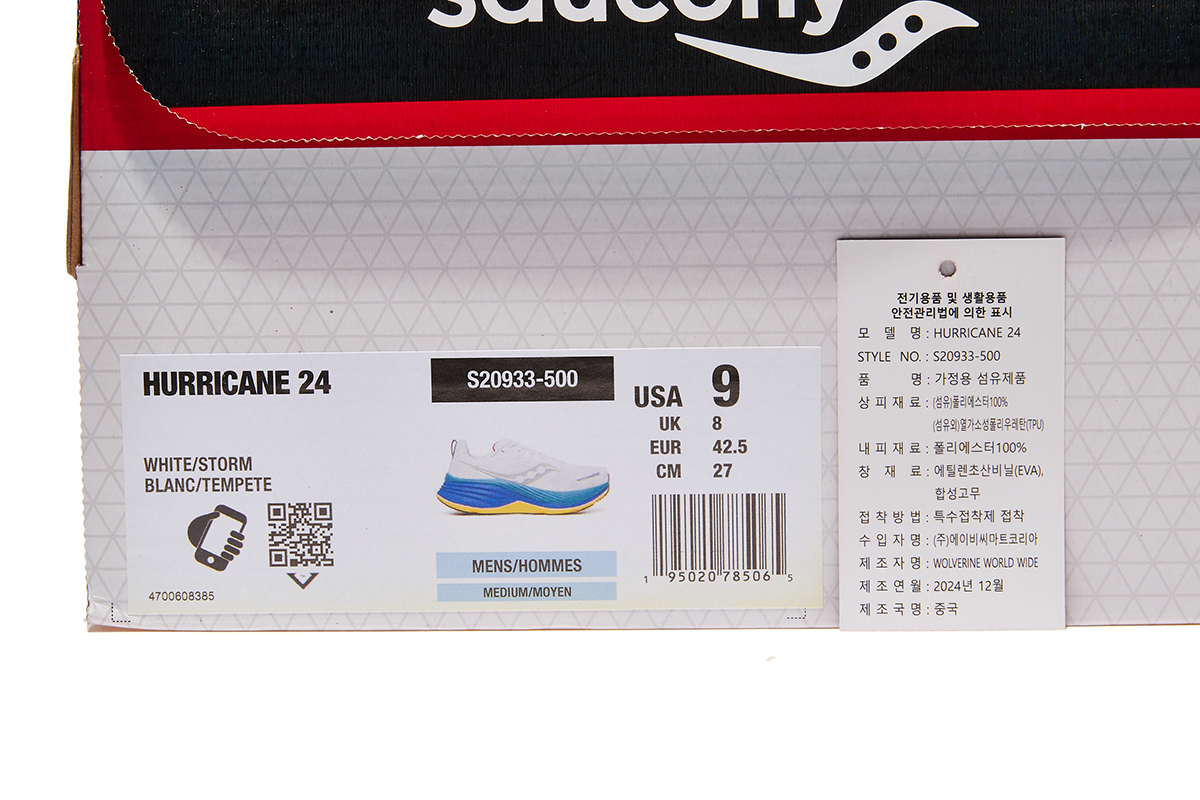 saucony
HURRICANE 24
S20933-500
USA 9
UK 8
EUR 42.5
CM 27
WHITE/STORM
BLANC/TEMPETE
MENS/HOMMES
MEDIUM/MOYEN
4700608385
1 95020 78506 5
전기용품 및 생활용품
안전관리법에 의한 표시
모 델 명 : HURRICANE 24
STYLE NO. : S20933-500
품 명 : 가정용 섬유제품
상 피 재 료 : (섬유)폴리에스터100%
(섬유외)열가소성폴리우레탄(TPU)
내 피 재 료 : 폴리에스터100%
창 재 료 : 에틸렌초산비닐(EVA),
합성고무
접 착 방 법 : 특수접착제 접착
수 입 자 명 : (주)에이비씨마트코리아
제 조 자 명 : WOLVERINE WORLD WIDE
제 조 연 월 : 2024년 12월
제 조 국 명 : 중국